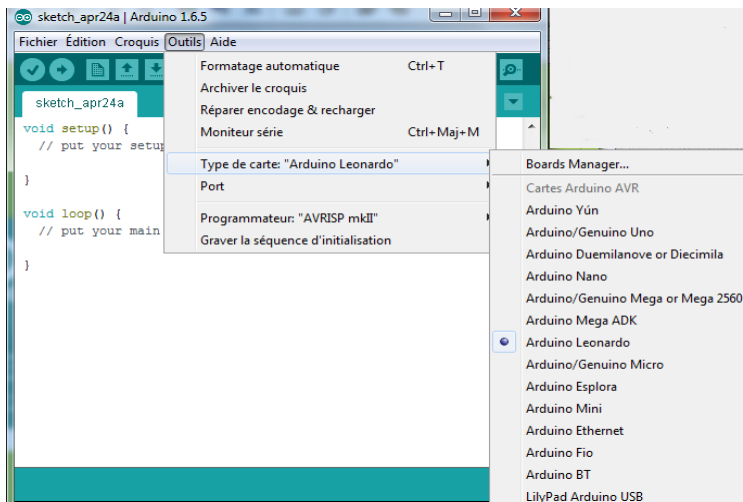 sketch_apr24a | Arduino 1.6.5
Fichier Édition Croquis Outils Aide
sketch_apr24a
void setup() {
// put your setup
}
void loop() {
// put your main
}
Formatage automatique Ctrl+T
Archiver le croquis
Réparer encodage & recharger
Moniteur série Ctrl+Maj+M
Type de carte: "Arduino Leonardo"
Port
Programmateur: "AVRISP mkII"
Graver la séquence d'initialisation
Boards Manager...
Cartes Arduino AVR
Arduino Yún
Arduino/Genuino Uno
Arduino Duemilanove or Diecimila
Arduino Nano
Arduino/Genuino Mega or Mega 2560
Arduino Mega ADK
Arduino Leonardo
Arduino/Genuino Micro
Arduino Esplora
Arduino Mini
Arduino Ethernet
Arduino Fio
Arduino BT
LilyPad Arduino USB